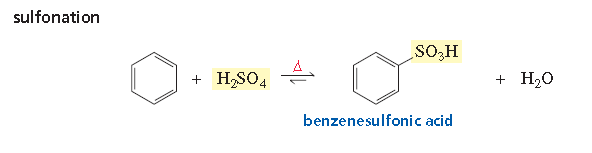 sulfonation
SO₃H
+ H₂SO₄ Δ ⇌ + H₂O
benzenesulfonic acid